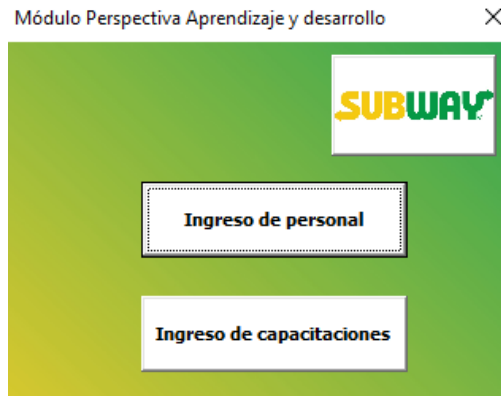 Módulo Perspectiva Aprendizaje y desarrollo
SUBWAY
Ingreso de personal
Ingreso de capacitaciones